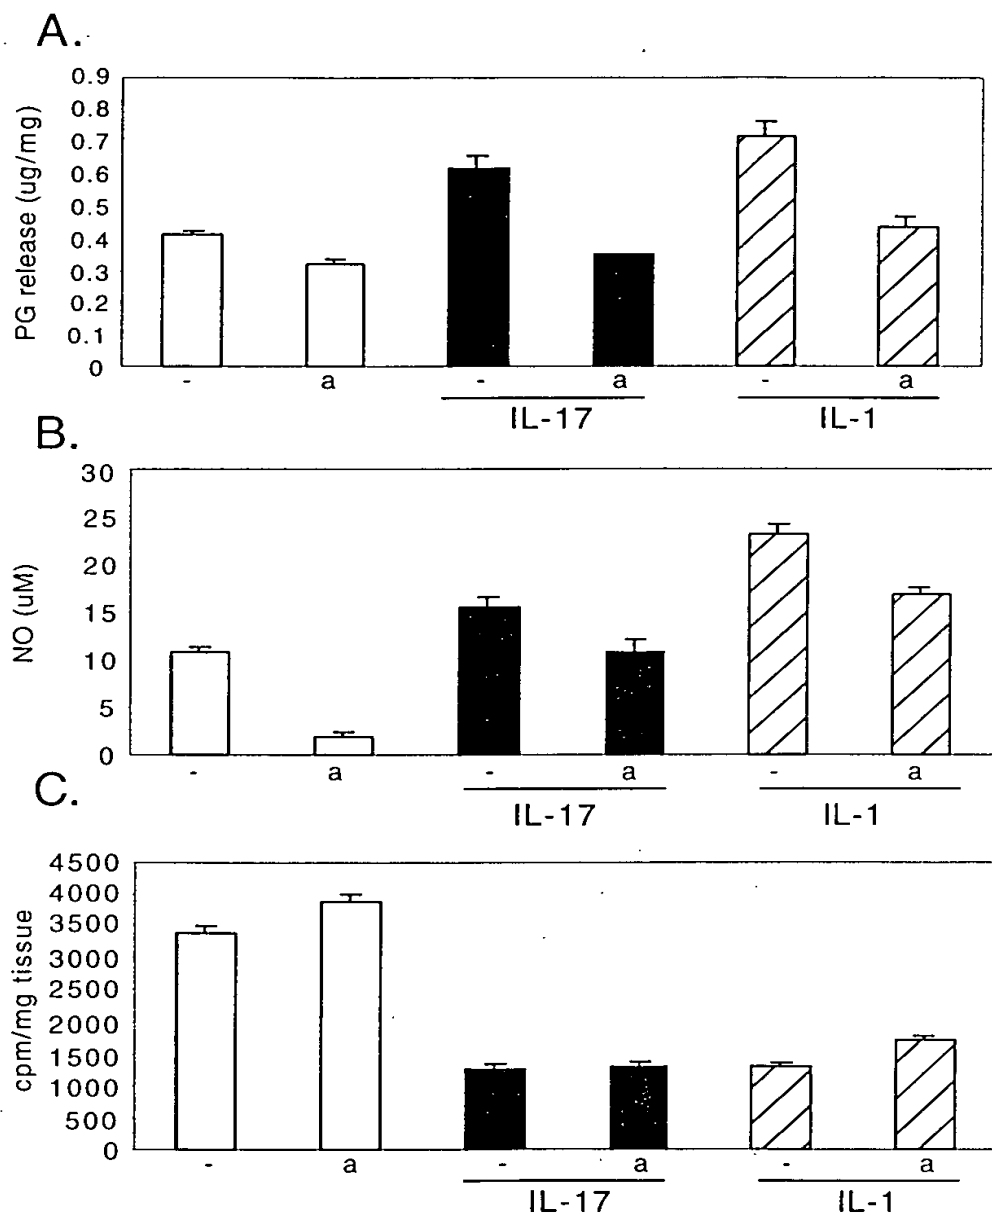 A.
PG release (ug/mg)
0.9
0.8
0.7
0.6
0.5
0.4
0.3
0.2
0.1
0
- a - a - a
IL-17 IL-1
B.
NO (uM)
30
25
20
15
10
5
0
- a - a - a
IL-17 IL-1
C.
cpm/mg tissue
4500
4000
3500
3000
2500
2000
1500
1000
500
0
- a - a - a
IL-17 IL-1